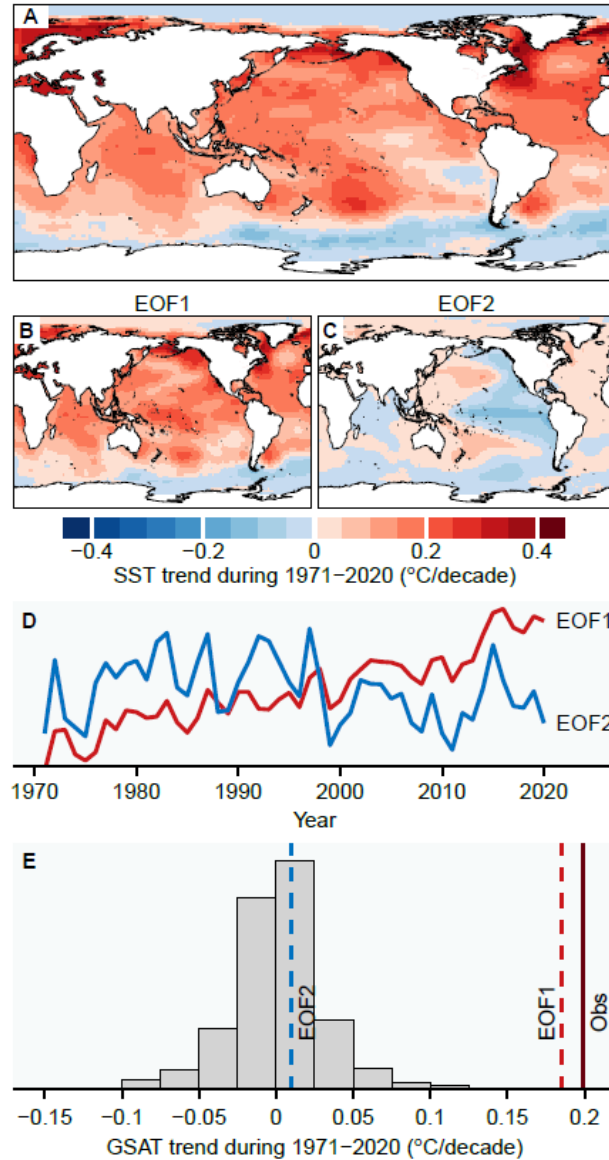 A
EOF1 EOF2
B C
−0.4 −0.2 0 0.2 0.4
SST trend during 1971−2020 (°C/decade)
D
EOF1
EOF2
1970 1980 1990 2000 2010 2020
Year
E
EOF2
EOF1
Obs
−0.15 −0.1 −0.05 0 0.05 0.1 0.15 0.2
GSAT trend during 1971−2020 (°C/decade)